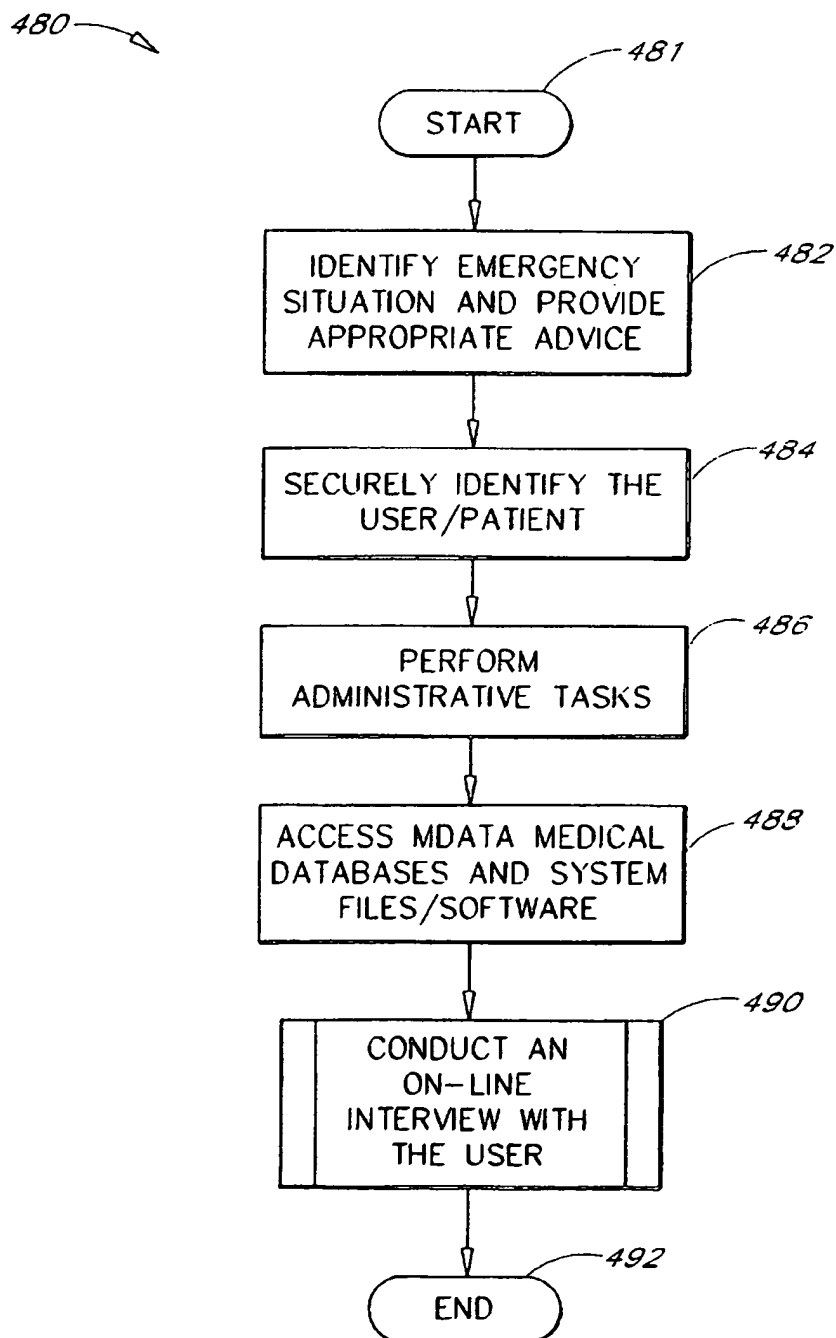 480
481
START
482
IDENTIFY EMERGENCY
SITUATION AND PROVIDE
APPROPRIATE ADVICE
484
SECURELY IDENTIFY THE
USER/PATIENT
486
PERFORM
ADMINISTRATIVE TASKS
488
ACCESS MDATA MEDICAL
DATABASES AND SYSTEM
FILES/SOFTWARE
490
CONDUCT AN
ON-LINE
INTERVIEW WITH
THE USER
492
END